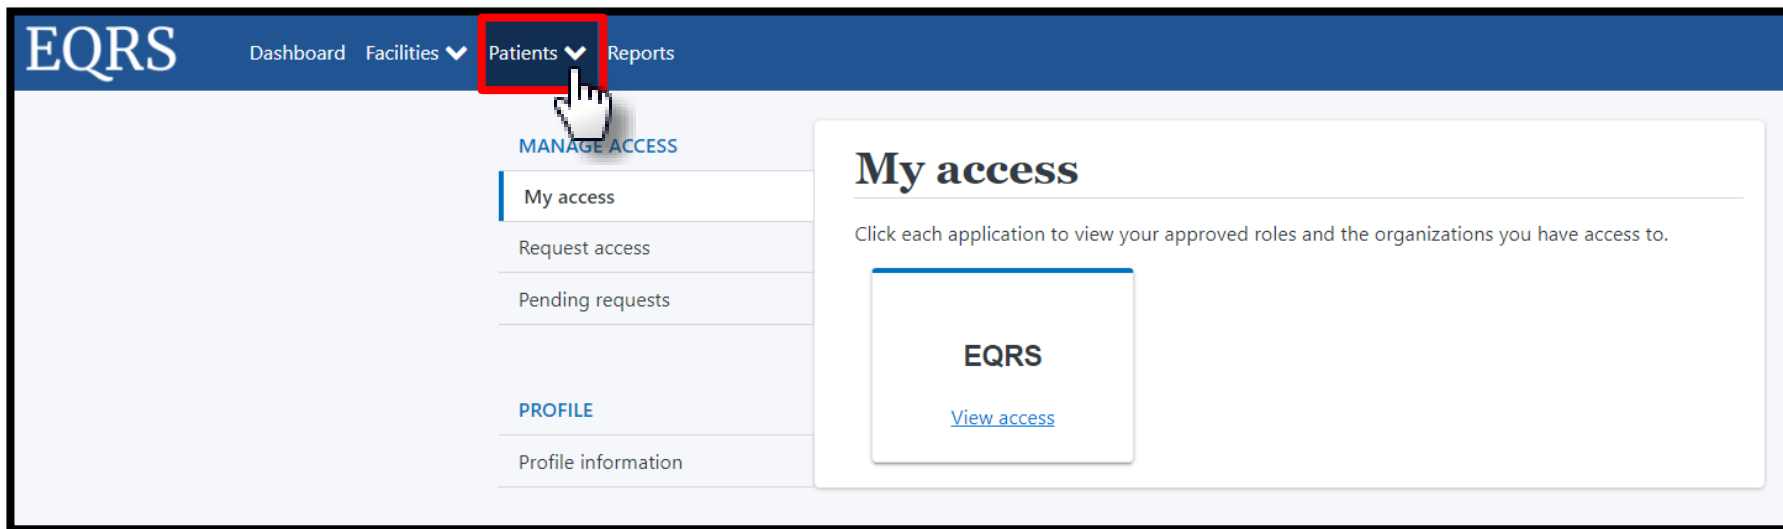 EQRS Dashboard Facilities Patients Reports
MANAGE ACCESS
My access
Request access
Pending requests
PROFILE
Profile information
My access
Click each application to view your approved roles and the organizations you have access to.
EQRS
View access